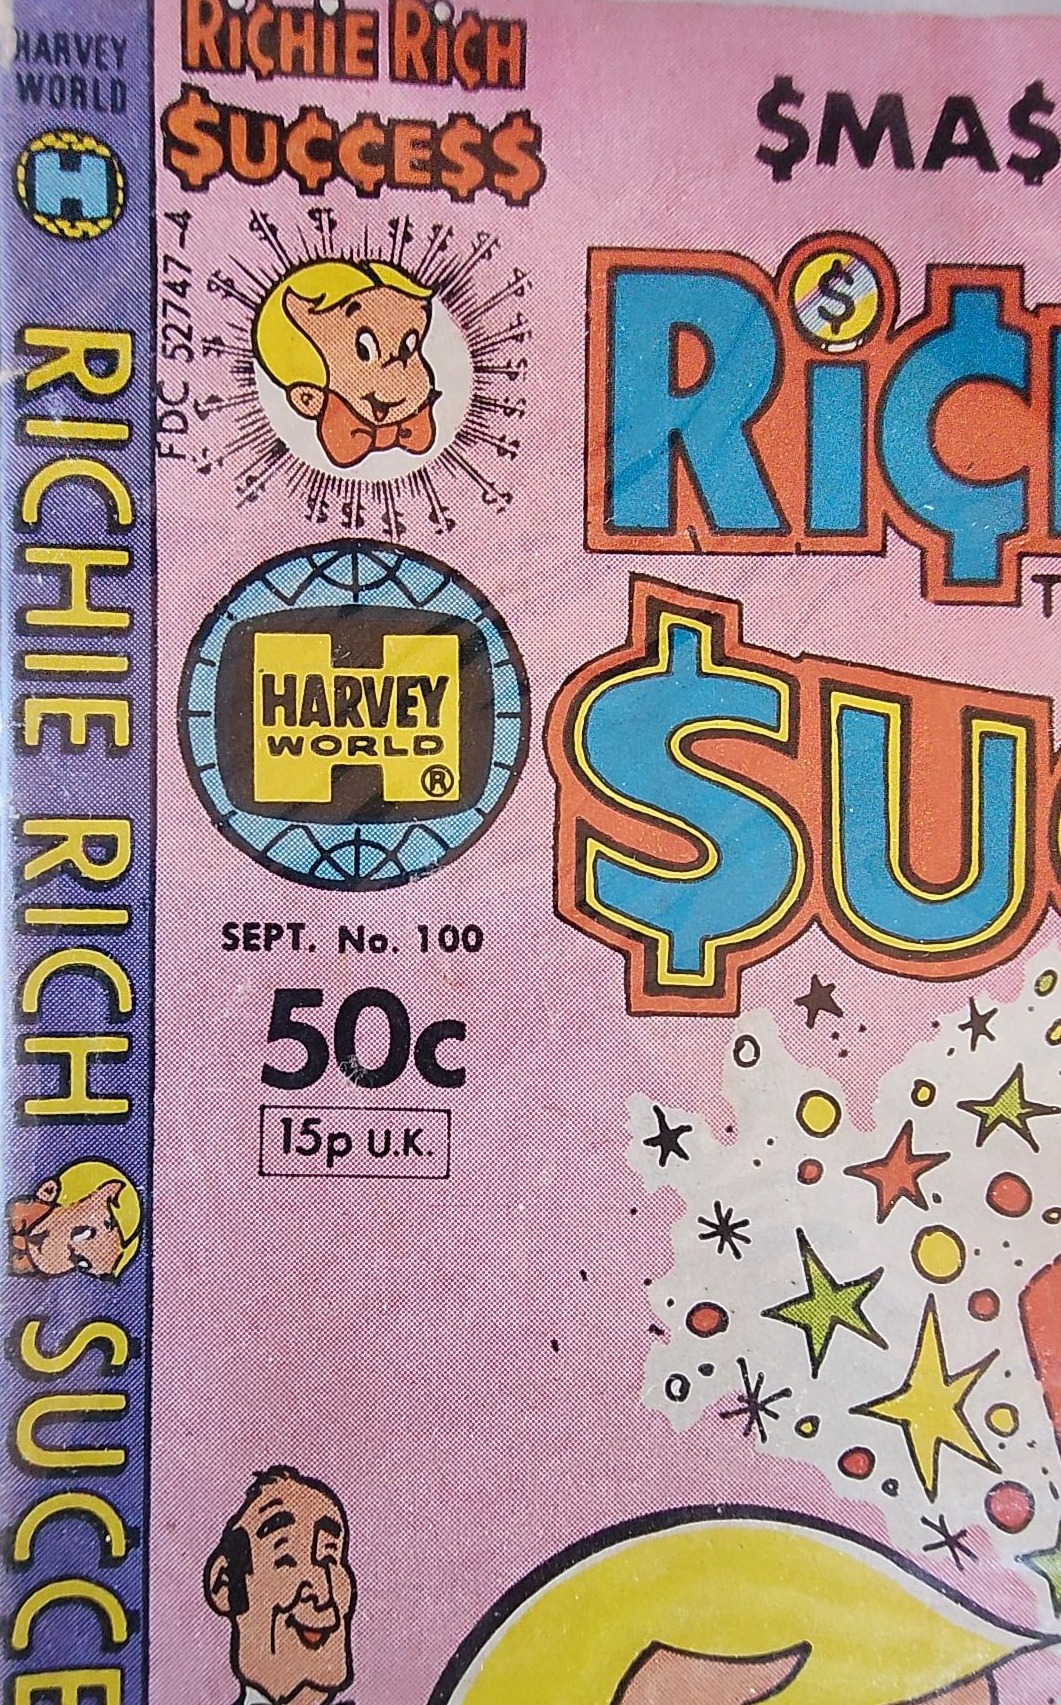 HARVEY
WORLD
H
RICHIE RICH SUCCE
RiCHiE RiCH
$UCCE$$
FDC 52747-4
HARVEY
WORLD
®
SEPT. No. 100
50c
15p U.K.
$MA$
RiC
$U